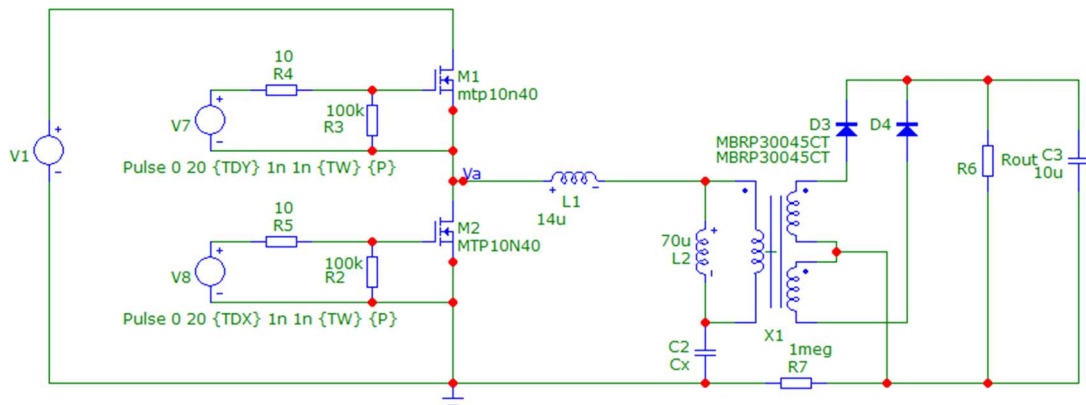 10
R4
M1
mtp10n40
V7
100k
R3
V1
D3
D4
MBRP30045CT
MBRP30045CT
R6
Rout
C3
10u
Pulse 0 20 {TDY} 1n 1n {TW} {P}
Va
L1
14u
10
R5
M2
MTP10N40
70u
L2
V8
100k
R2
X1
Pulse 0 20 {TDX} 1n 1n {TW} {P}
C2
Cx
1meg
R7
+
-